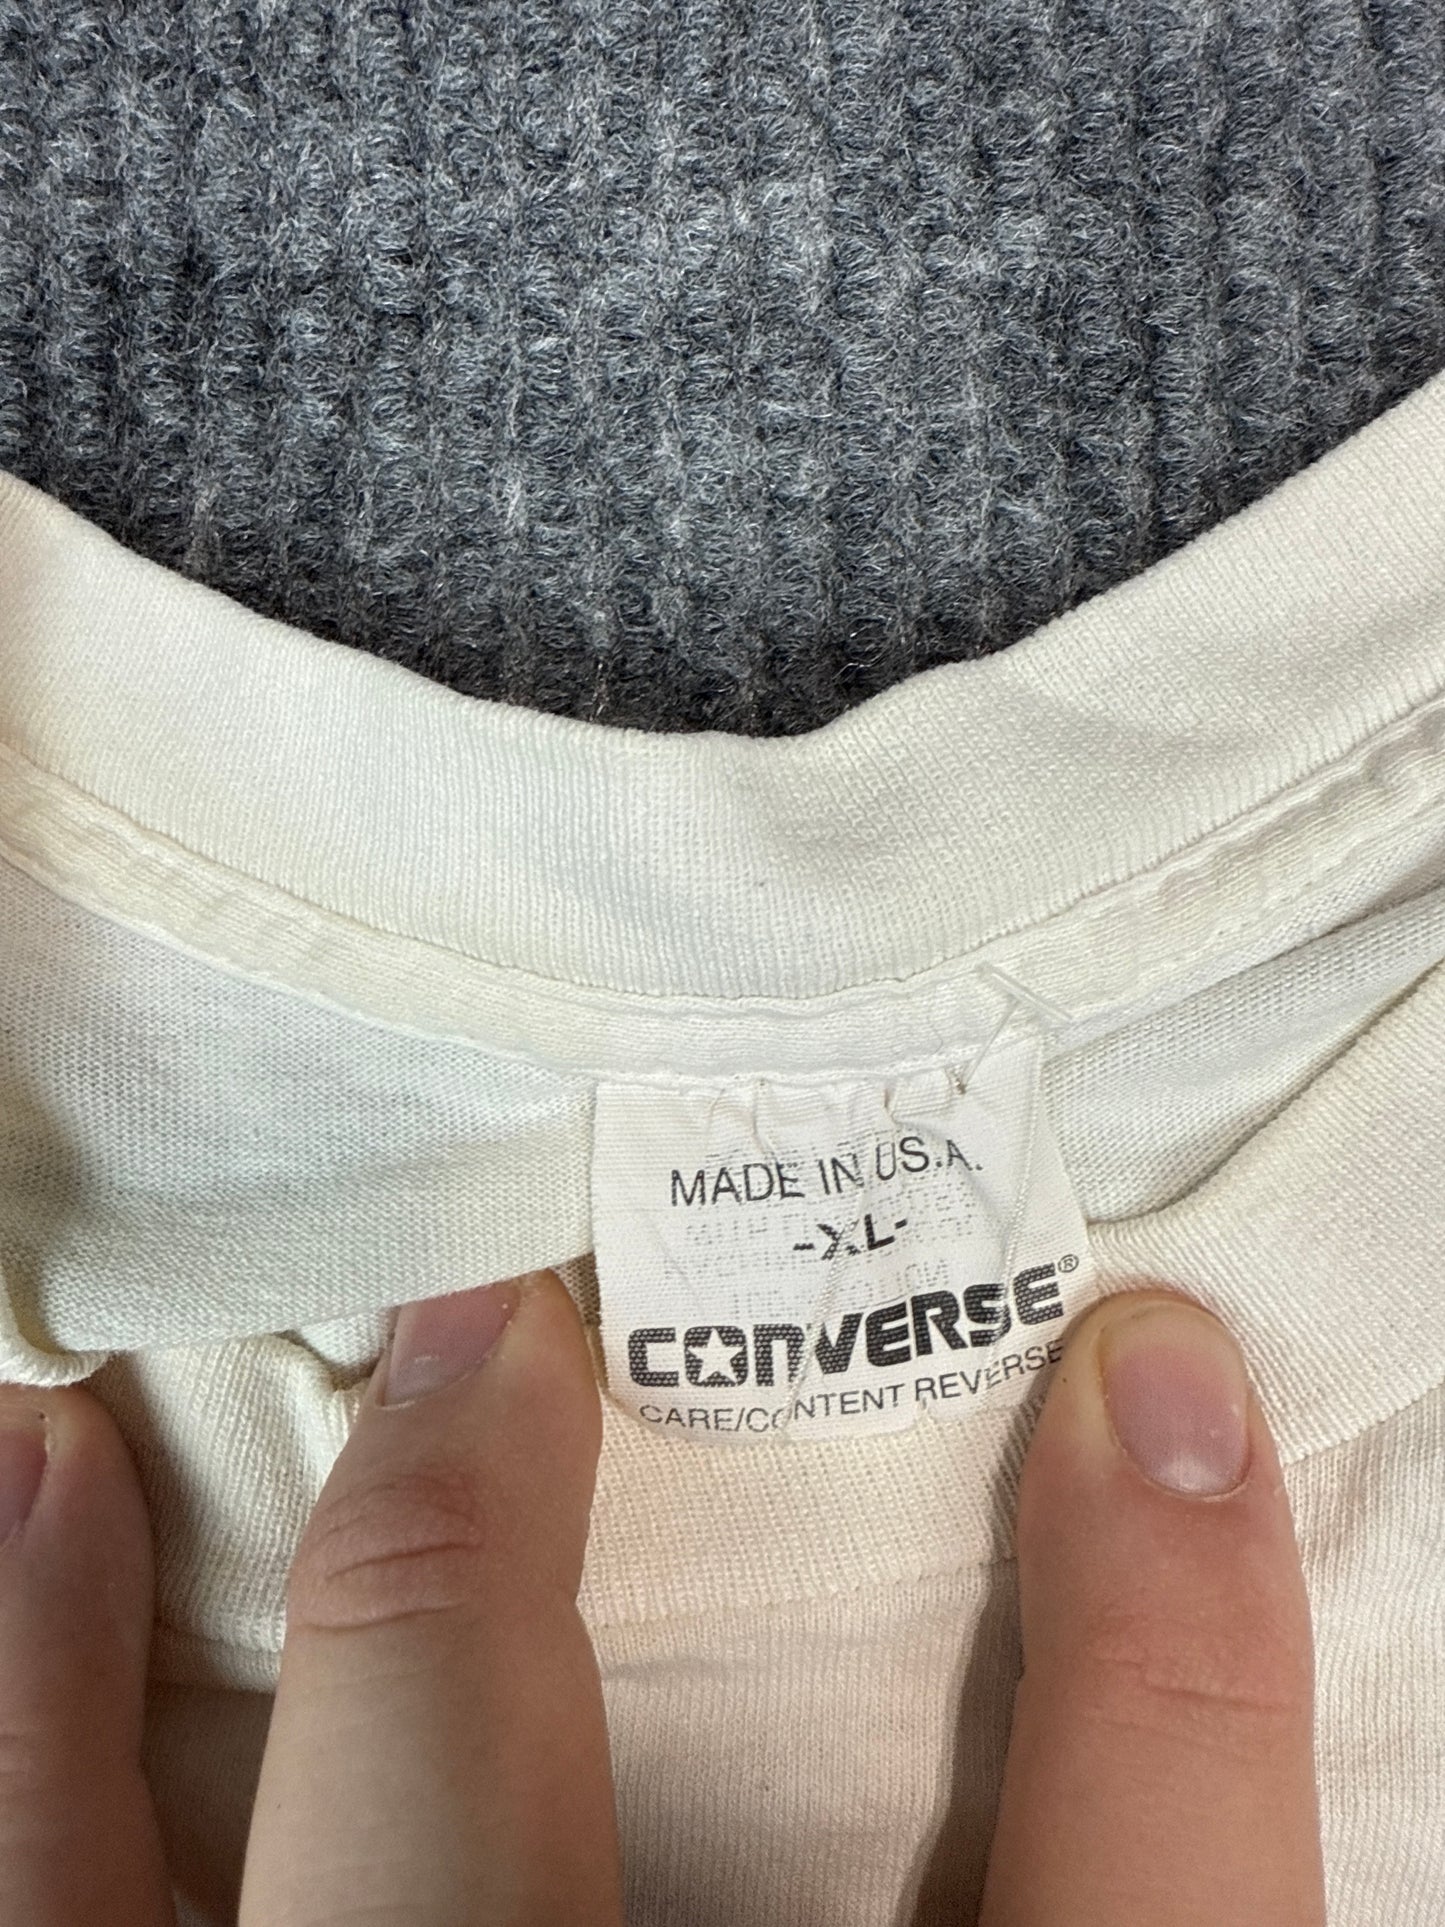 MADE IN U.S.A.
-XL-
CONVERSE®
CARE/CONTENT REVERSE